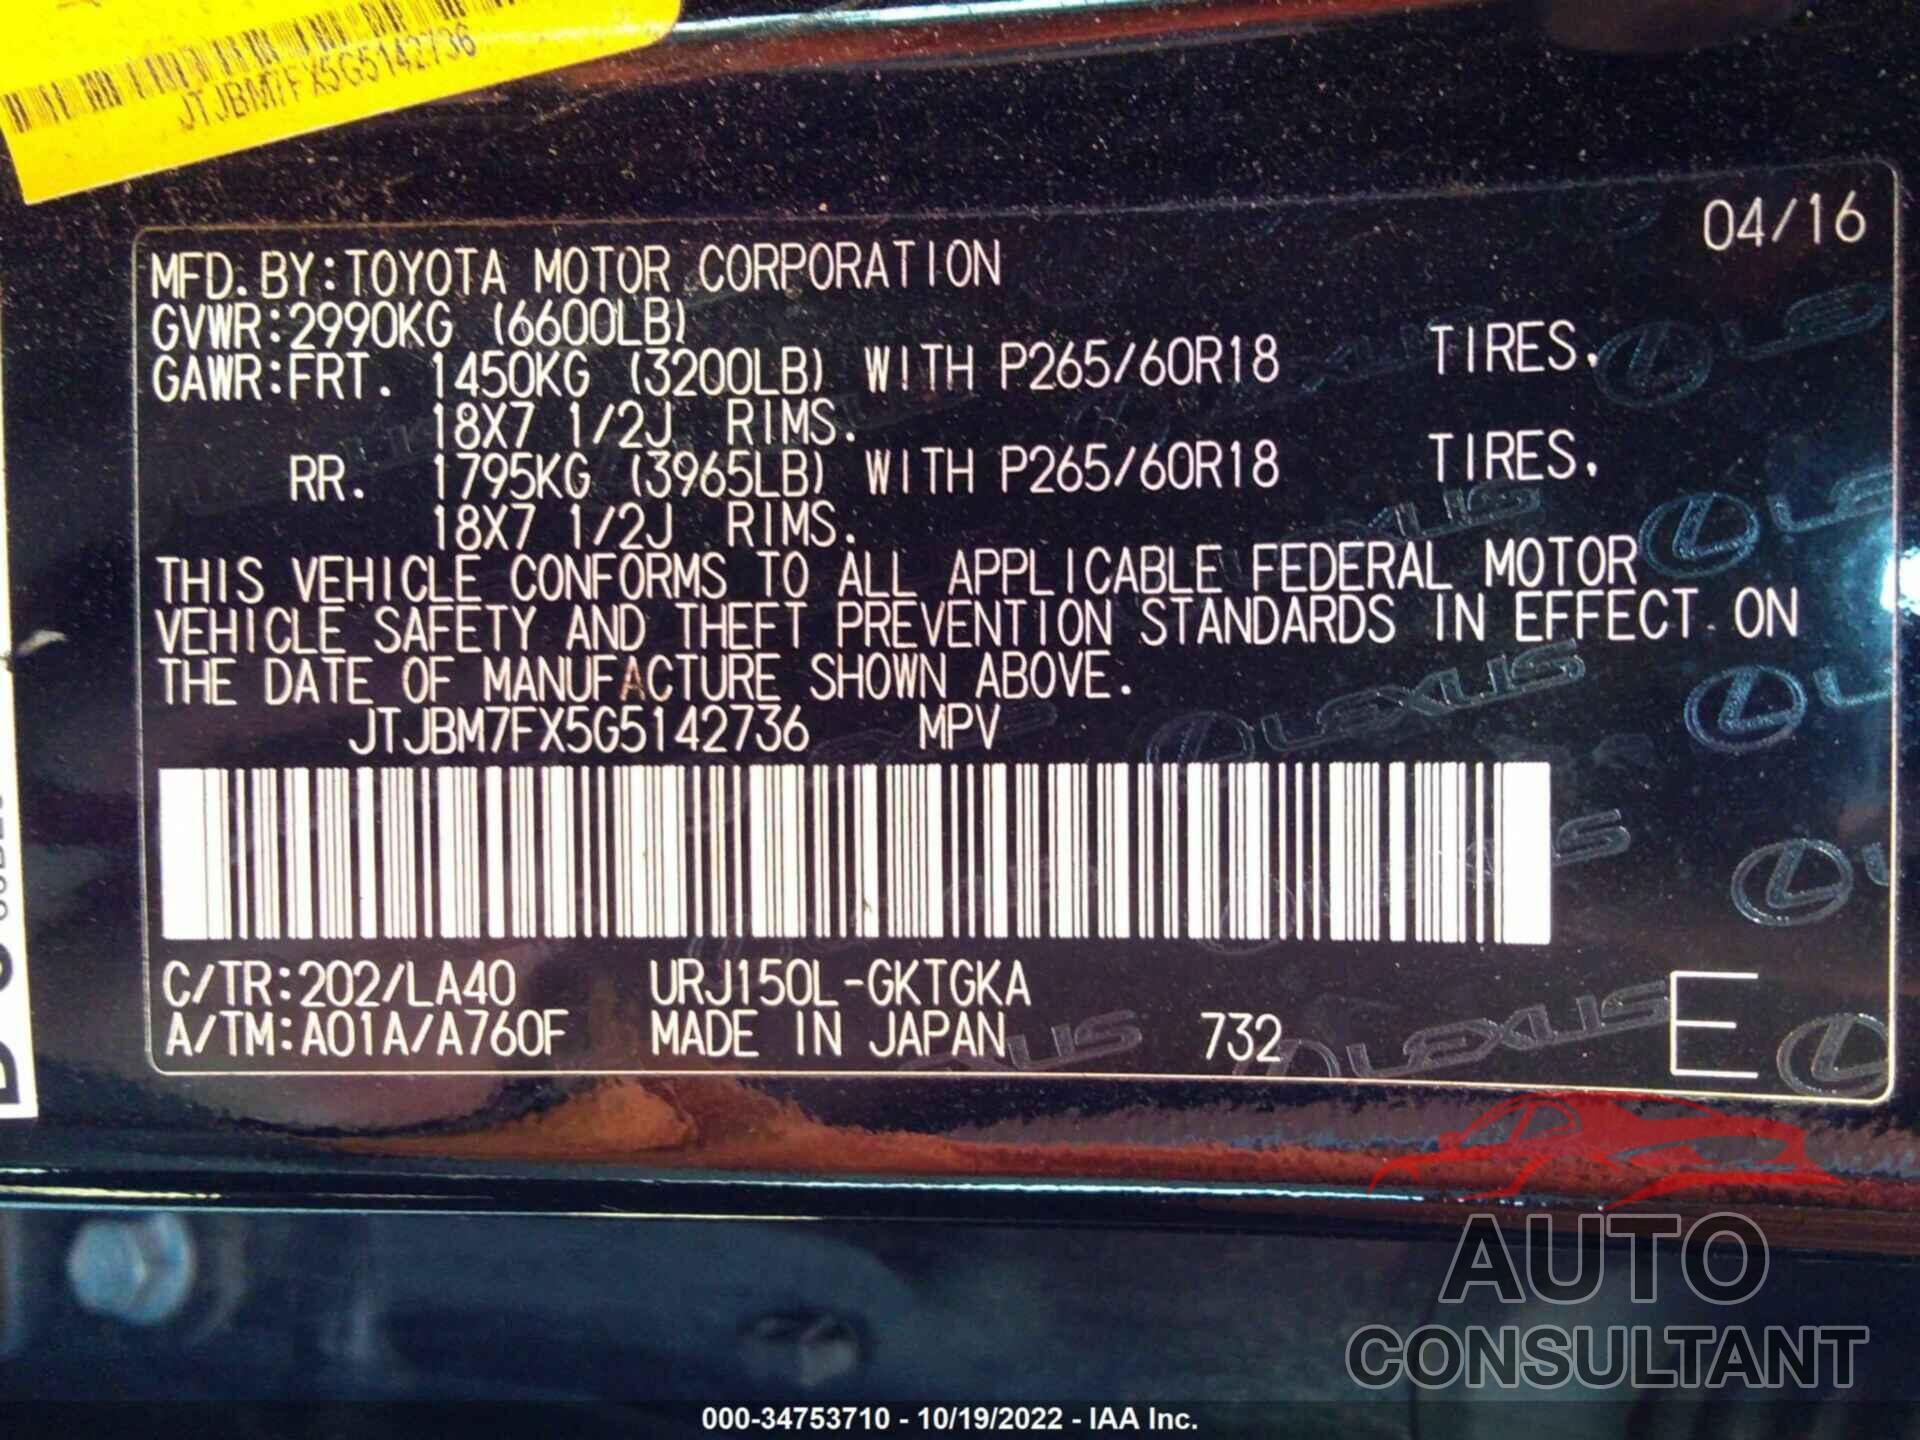 JTJBM7FX5G5142736
04/16
MFD. BY:TOYOTA MOTOR CORPORATION
GVWR:2990KG (6600LB)
GAWR:FRT. 1450KG (3200LB) WITH P265/60R18 TIRES.
18X7 1/2J RIMS.
RR. 1795KG (3965LB) WITH P265/60R18 TIRES.
18X7 1/2J RIMS.
THIS VEHICLE CONFORMS TO ALL APPLICABLE FEDERAL MOTOR
VEHICLE SAFETY AND THEFT PREVENTION STANDARDS IN EFFECT ON
THE DATE OF MANUFACTURE SHOWN ABOVE.
JTJBM7FX5G5142736 MPV
C/TR:202/LA40 URJ150L-GKTGKA
A/TM:A01A/A760F MADE IN JAPAN 732 E
LEXUS
AUTO
CONSULTANT
000-34753710 - 10/19/2022 - IAA Inc.